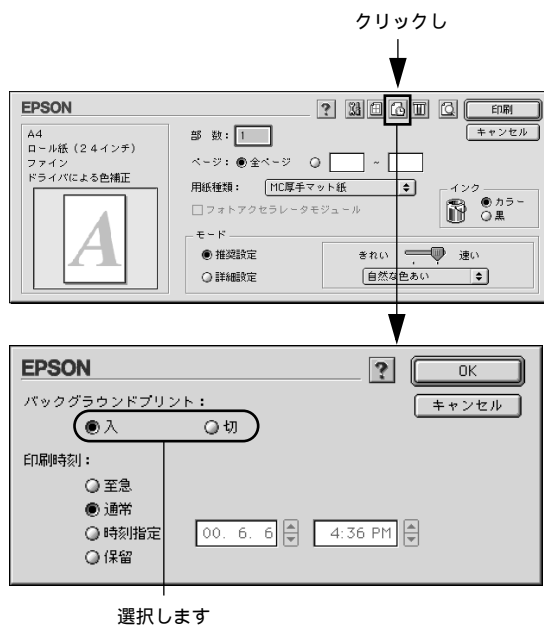 クリックし
EPSON
?
印刷
キャンセル
A4
ロール紙(24インチ)
ファイン
ドライバによる色補正
A
部 数:1
ページ:全ページ ~
用紙種類:MC厚手マット紙
フォトアクセラレータモジュール
インク
カラー
黒
モード
推奨設定
詳細設定
きれい 速い
自然な色あい
EPSON
?
OK
キャンセル
バックグラウンドプリント:
入 切
印刷時刻:
至急
通常
時刻指定 00. 6. 6 4:36 PM
保留
選択します